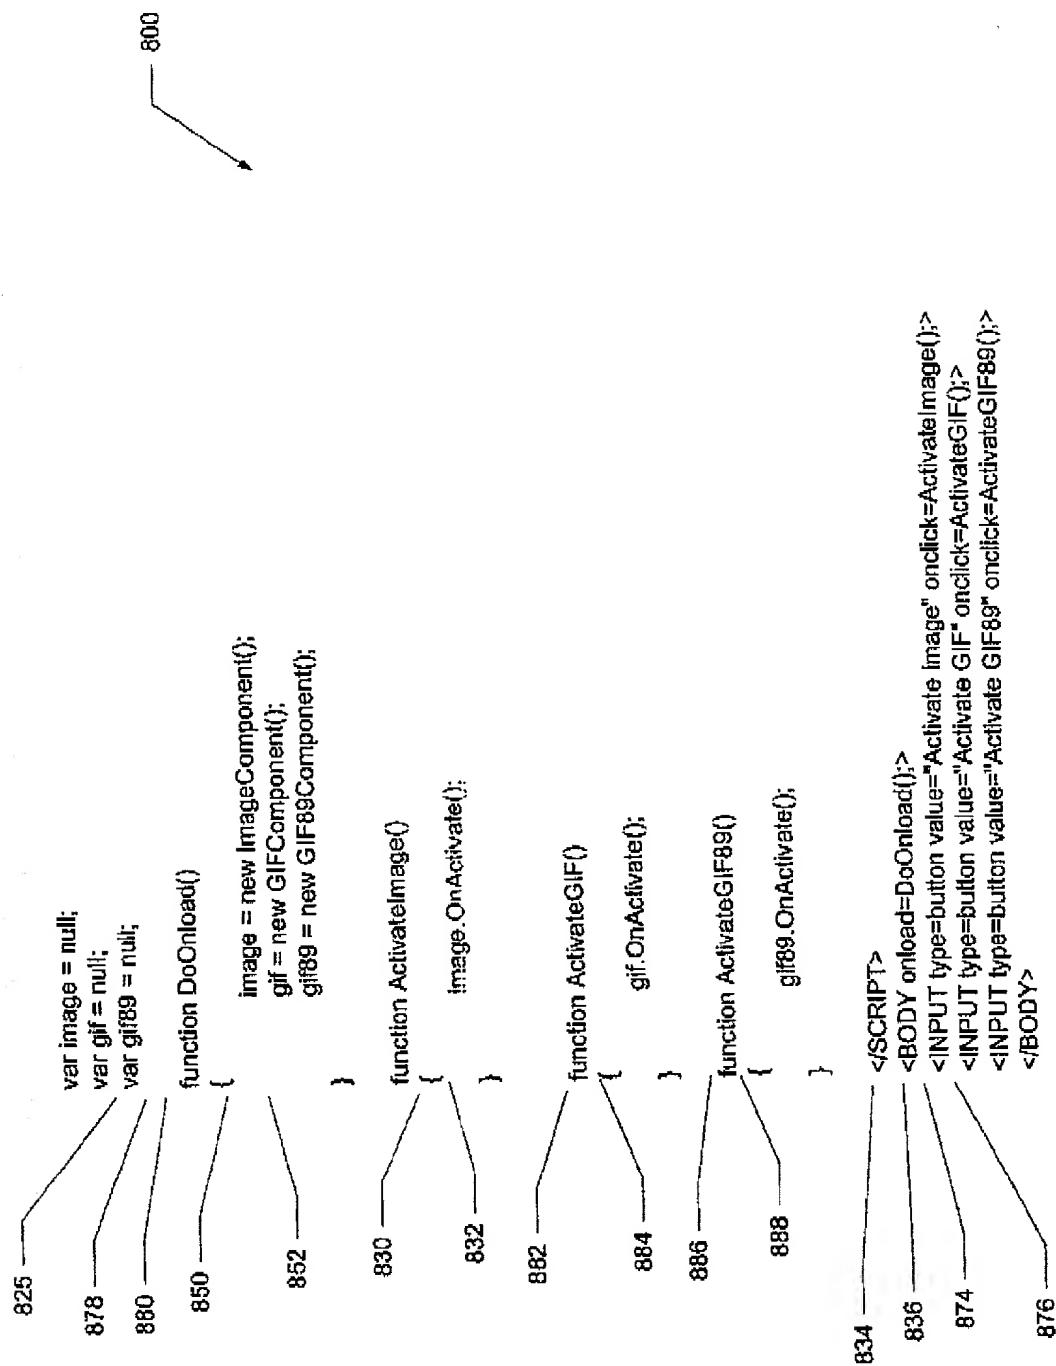 800
825
878
880
850
852
830
832
882
884
886
888
834
836
874
876
var image = null;
var gif = null;
var gif89 = null;
function DoOnload()
{
image = new ImageComponent();
gif = new GIFComponent();
gif89 = new GIF89Component();
}
function ActivateImage()
{
image.OnActivate();
}
function ActivateGIF()
{
gif.OnActivate();
}
function ActivateGIF89()
{
gif89.OnActivate();
}
</SCRIPT>
<BODY onload=DoOnload();>
<INPUT type=button value="Activate Image" onclick=ActivateImage();>
<INPUT type=button value="Activate GIF" onclick=ActivateGIF();>
<INPUT type=button value="Activate GIF89" onclick=ActivateGIF89();>
</BODY>